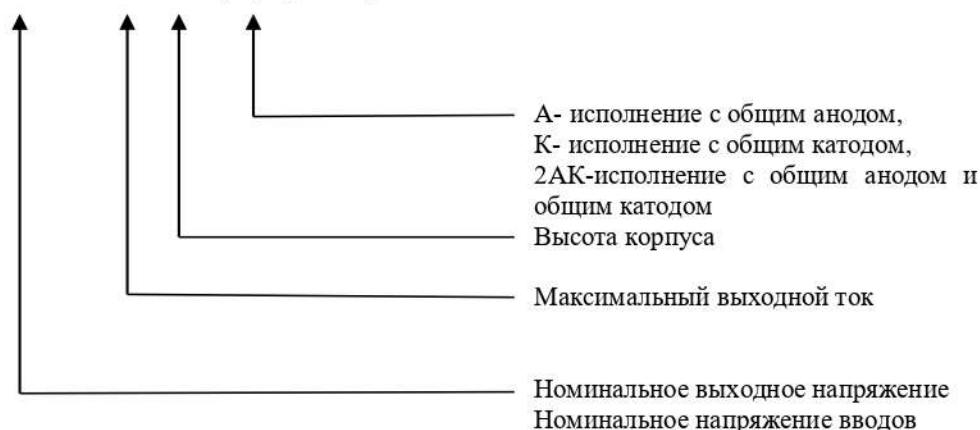 А- исполнение с общим анодом,
К- исполнение с общим катодом,
2АК-исполнение с общим анодом и
общим катодом
Высота корпуса
Максимальный выходной ток
Номинальное выходное напряжение
Номинальное напряжение вводов